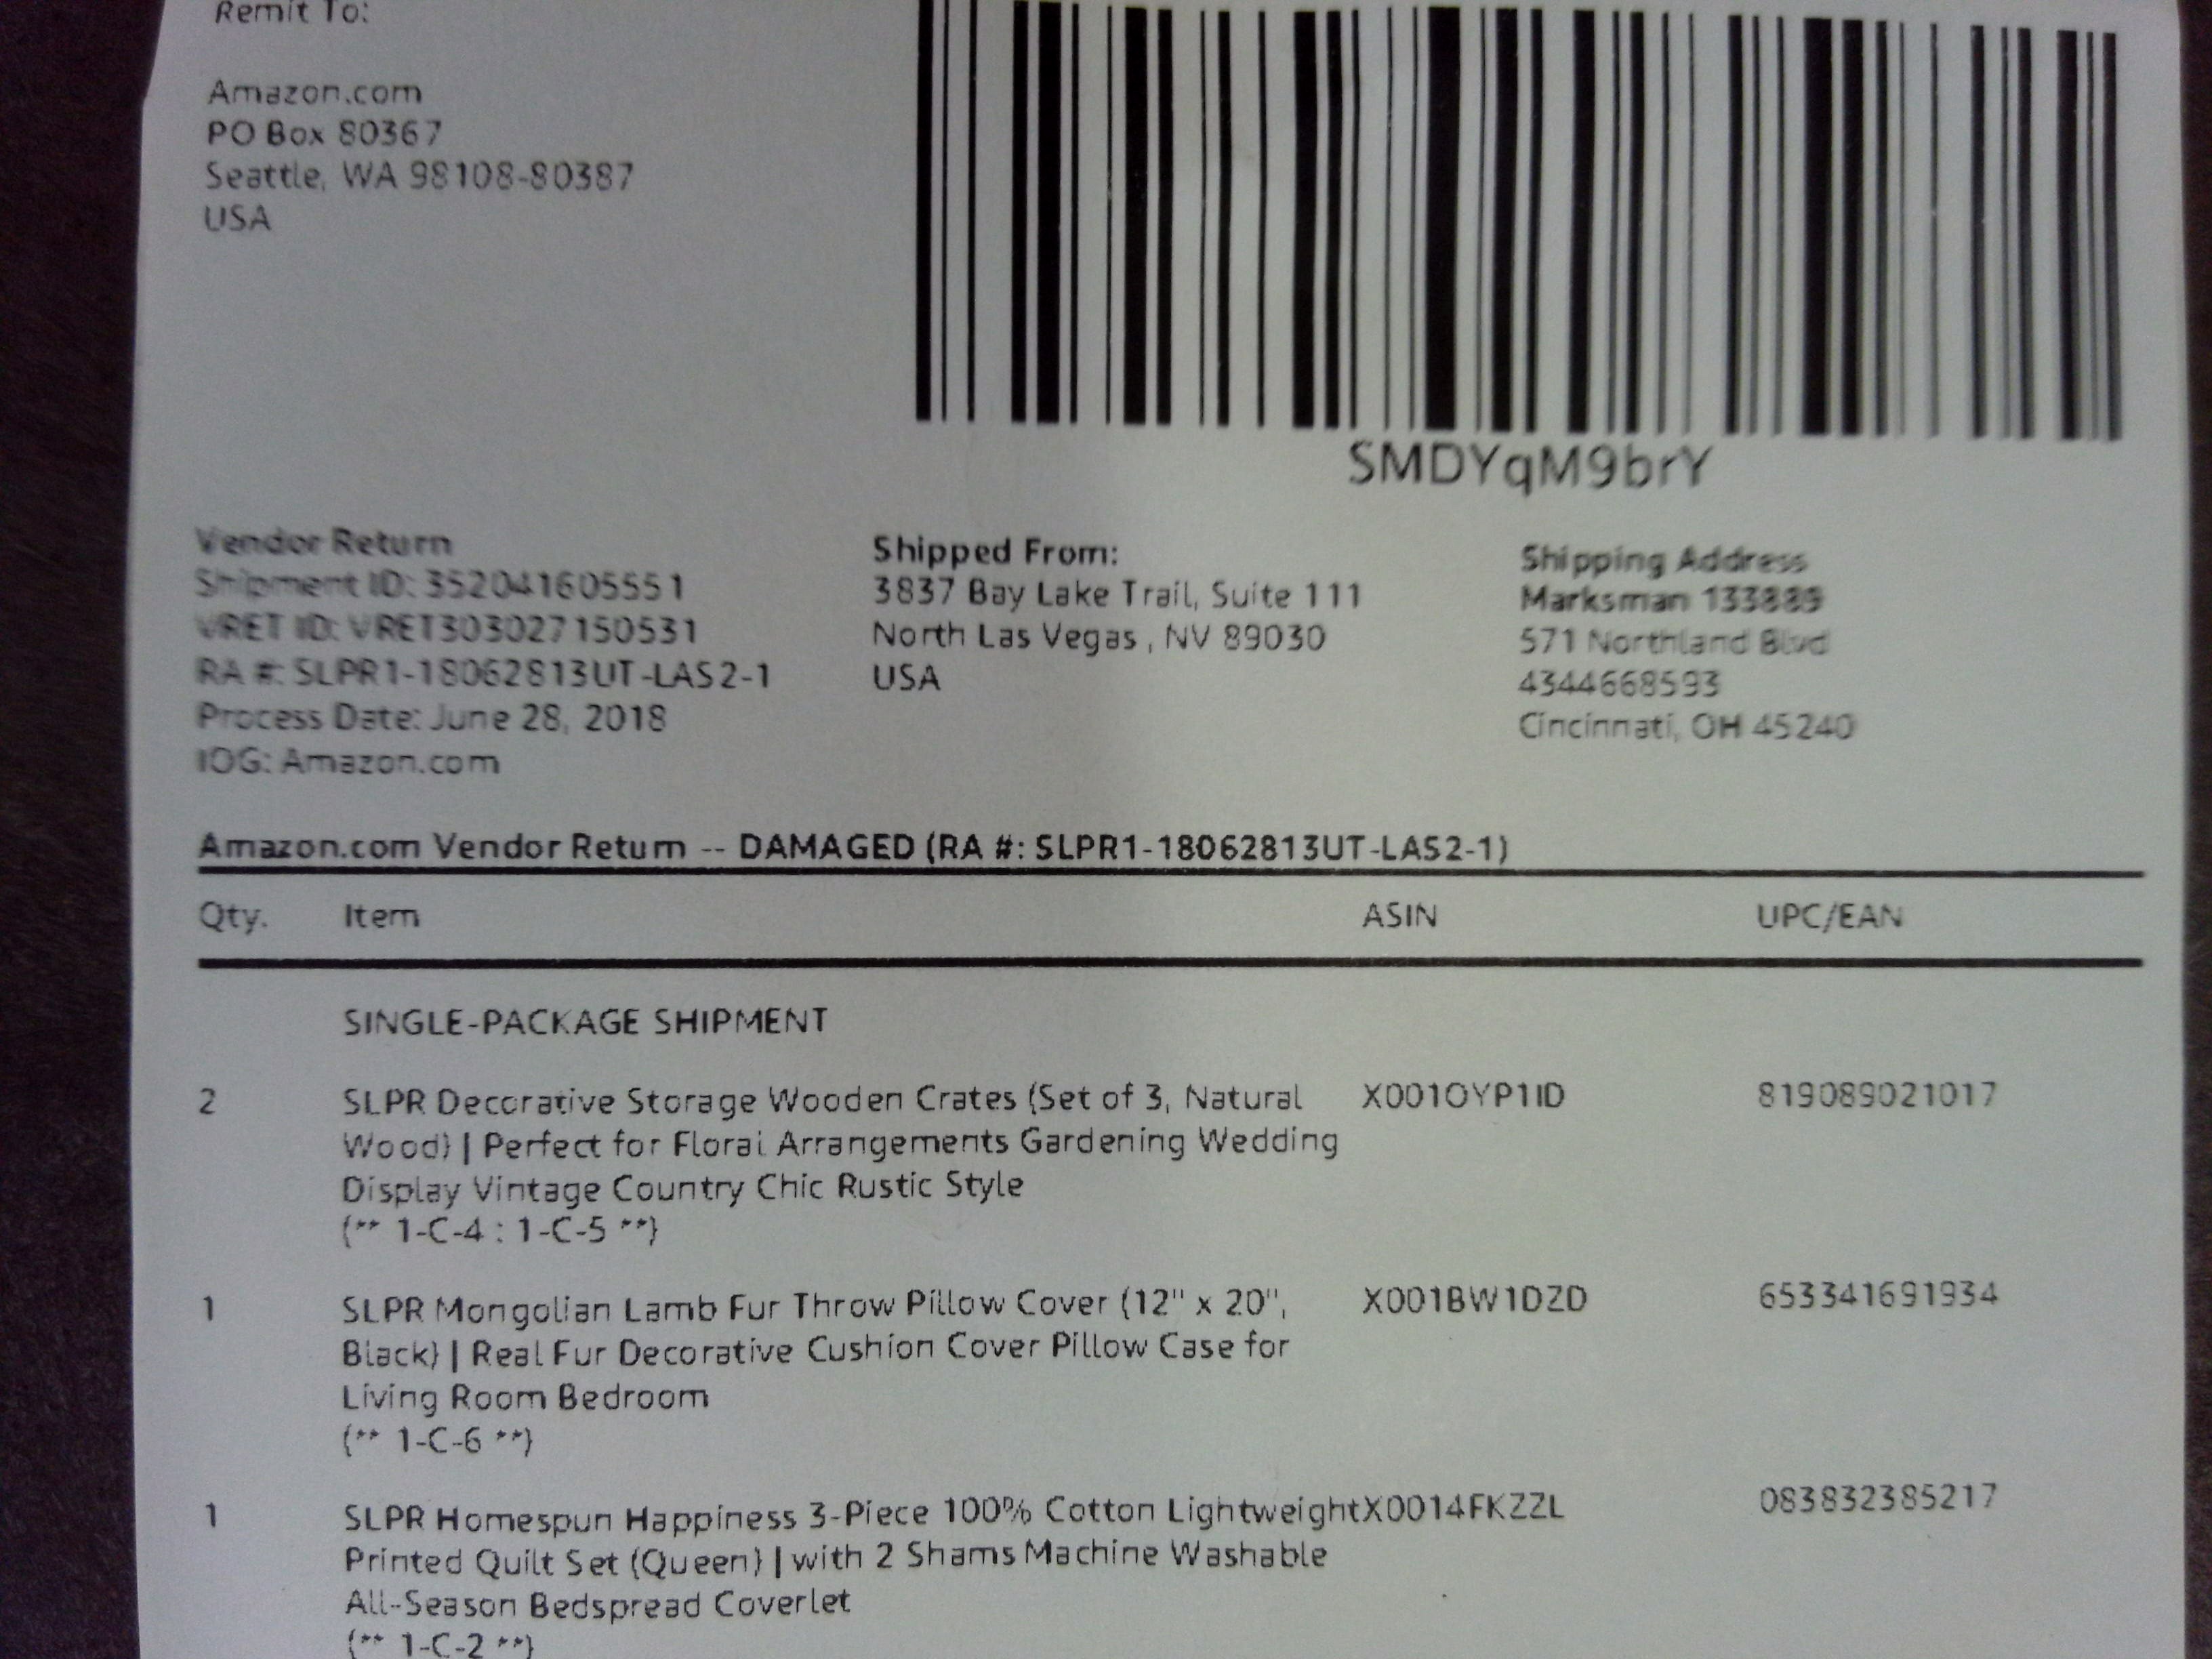 Remit To:
Amazon.com
PO Box 80367
Seattle, WA 98108-80387
USA
SMDYqM9brY
Vendor Return
Shipment ID: 352041605551
VRET ID: VRET303027150531
RA #: SLPR1-18062813UT-LAS2-1
Process Date: June 28, 2018
IOG: Amazon.com
Shipped From:
3837 Bay Lake Trail, Suite 111
North Las Vegas , NV 89030
USA
Shipping Address
Marksman 133889
571 Northland Blvd
4344668593
Cincinnati, OH 45240
Amazon.com Vendor Return -- DAMAGED (RA #: SLPR1-18062813UT-LAS2-1)
Qty. Item ASIN UPC/EAN
SINGLE-PACKAGE SHIPMENT
2 SLPR Decorative Storage Wooden Crates (Set of 3, Natural X001OYP1ID 819089021017
Wood) | Perfect for Floral Arrangements Gardening Wedding
Display Vintage Country Chic Rustic Style
(** 1-C-4 : 1-C-5 **)
1 SLPR Mongolian Lamb Fur Throw Pillow Cover (12" x 20", X001BW1DZD 653341691934
Black) | Real Fur Decorative Cushion Cover Pillow Case for
Living Room Bedroom
(** 1-C-6 **)
1 SLPR Homespun Happiness 3-Piece 100% Cotton Lightweight X0014FKZZL 083832385217
Printed Quilt Set (Queen) | with 2 Shams Machine Washable
All-Season Bedspread Coverlet
(** 1-C-2 **)